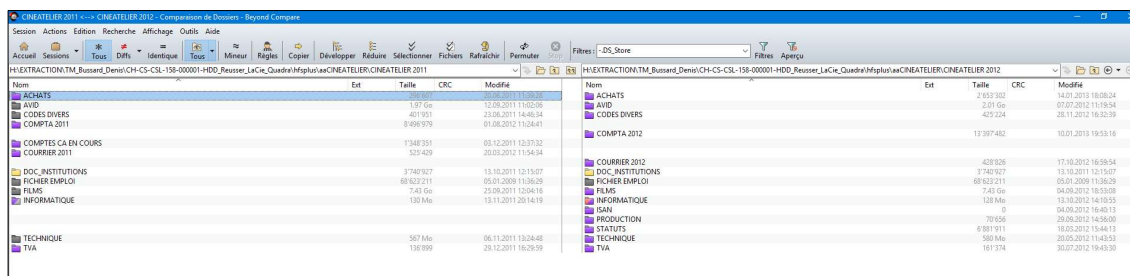 CINEATELIER 2011 <--> CINEATELIER 2012 - Comparaison de Dossiers - Beyond Compare
Session Actions Edition Recherche Affichage Outils Aide
Accueil Sessions Tous Diffs Identique Tous Mineur Règles Copier Développer Réduire Sélectionner Fichiers Rafraîchir Permuter Stop Filtres : -.DS_Store Filtres Aperçu
H:\EXTRACTION\TM_Bussard_Denis\CH-CS-CSL-158-000001-HDD_Reusser_LaCie_Quadra\hfsplus\aaCINEATELIER\CINEATELIER 2011 H:\EXTRACTION\TM_Bussard_Denis\CH-CS-CSL-158-000001-HDD_Reusser_LaCie_Quadra\hfsplus\aaCINEATELIER\CINEATELIER 2012
Nom Ext Taille CRC Modifié Nom Ext Taille CRC Modifié
ACHATS ACHATS 2'653'302 14.01.2013 18:08:24
AVID 1,97 Go 12.09.2011 11:02:06 AVID 2,01 Go 07.07.2012 11:19:54
CODES DIVERS 401'951 23.06.2011 14:46:34 CODES DIVERS 425'224 28.11.2012 16:32:39
COMPTA 2011 8'496'979 01.08.2012 11:24:41
COMPTA 2012 13'397'482 10.01.2013 19:53:16
COMPTES CA EN COURS 1'348'351 03.12.2011 12:37:32
COURRIER 2011 525'429 20.03.2012 11:54:34
COURRIER 2012 428'826 17.10.2012 16:59:54
DOC_INSTITUTIONS 3'740'927 13.10.2011 12:15:07 DOC_INSTITUTIONS 3'740'927 13.10.2011 12:15:07
FICHIER EMPLOI 68'623'211 05.01.2009 11:36:29 FICHIER EMPLOI 68'623'211 05.01.2009 11:36:29
FILMS 7,43 Go 25.09.2011 12:04:16 FILMS 7,43 Go 04.09.2012 18:53:08
INFORMATIQUE 130 Mo 13.11.2011 20:14:19 INFORMATIQUE 128 Mo 13.10.2012 14:10:55
ISAN 0 04.09.2012 16:40:13
PRODUCTION 70'656 29.09.2012 14:56:00
STATUTS 6'881'911 18.03.2012 15:44:13
TECHNIQUE 567 Mo 06.11.2011 13:24:48 TECHNIQUE 580 Mo 20.05.2012 11:43:53
TVA 136'899 29.12.2011 16:29:59 TVA 161'374 30.07.2012 19:43:30